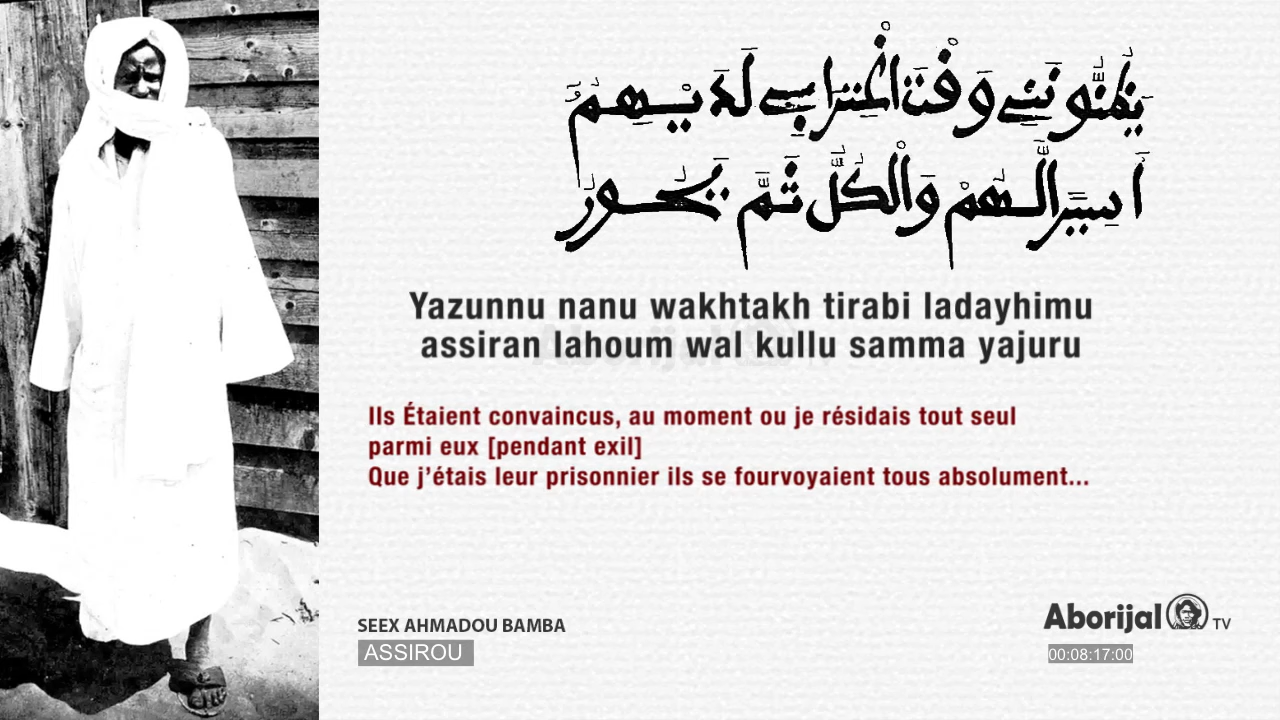 يَظُنُّونَنِي وَقْتَ اغْتِرَابِي لَدَيْهِمُ
أَسِيرًا لَهُمْ وَالْكُلُّ ثَمَّ يَجُورُ
Yazunnu nanu wakhtakh tirabi ladayhimu
assiran lahoum wal kullu samma yajuru
Ils Étaient convaincus, au moment ou je résidais tout seul
parmi eux [pendant exil]
Que j’étais leur prisonnier ils se fourvoyaient tous absolument...
SEEX AHMADOU BAMBA
ASSIROU
Aborijal TV
00:08:17:00